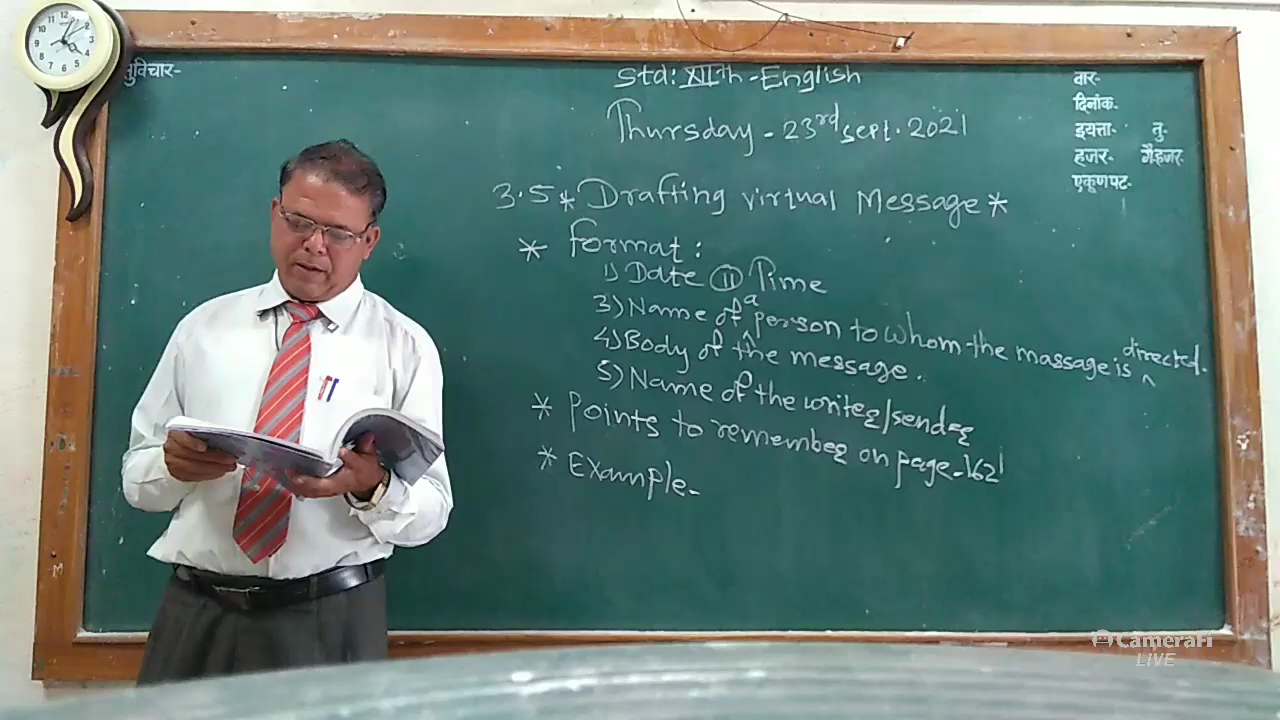 सुविचार-
Std: XIIth - English
Thursday - 23rd Sept. 2021
वार-
दिनांक-
इयत्ता- तु-
हजर- गैरहजर-
एकूणपट-
3.5 * Drafting virtual Message *
* Format:
1) Date (II) Time
3) Name of a person to whom the massage is directed.
4) Body of the message.
5) Name of the writer/sender
* Points to remember on page - 162
* Example -
CameraFi
LIVE